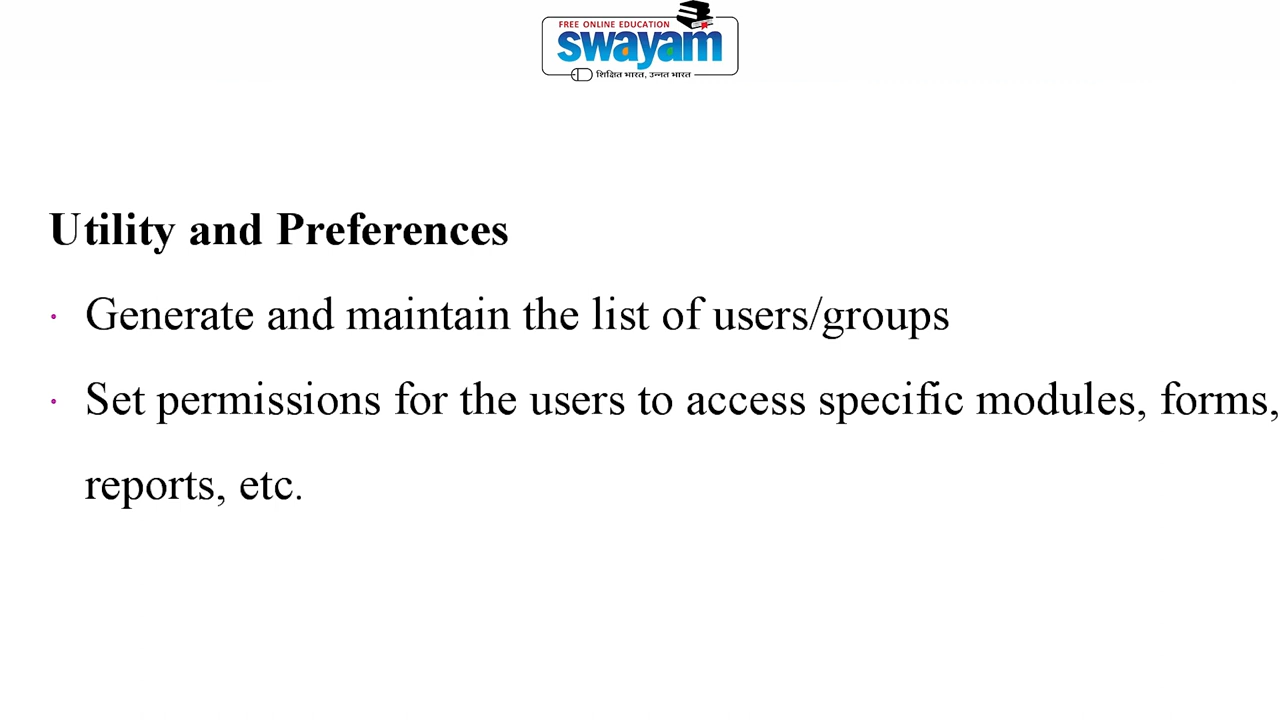 FREE ONLINE EDUCATION
swayam
शिक्षित भारत, उन्नत भारत
Utility and Preferences
· Generate and maintain the list of users/groups
· Set permissions for the users to access specific modules, forms,
reports, etc.